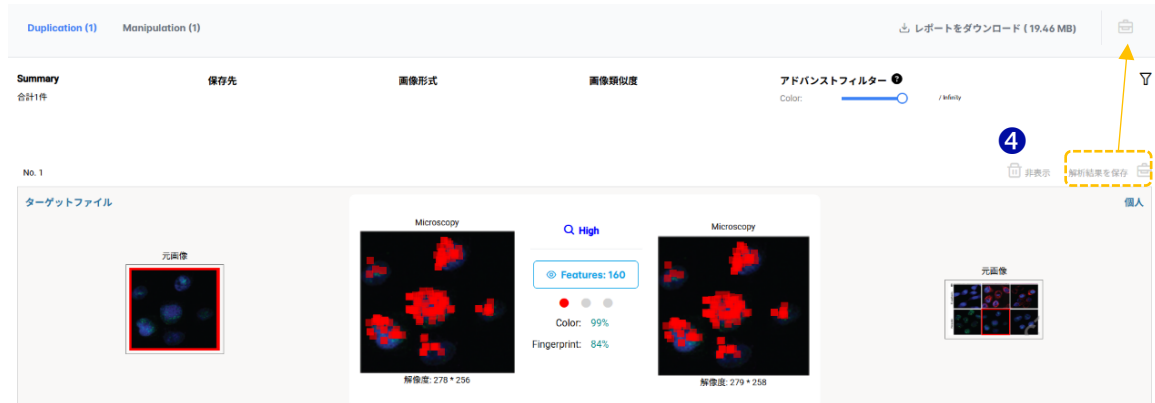 Duplication (1) Manipulation (1) レポートをダウンロード ( 19.46 MB)
Summary 保存先 画像形式 画像類似度 アドバンストフィルター ?
合計1件 Color: / Infinity
4
No. 1 非表示 解析結果を保存
ターゲットファイル 個人
Microscopy High Microscopy
元画像 Features: 160 元画像
Color: 99%
Fingerprint: 84%
解像度: 278 * 256 解像度: 279 * 258